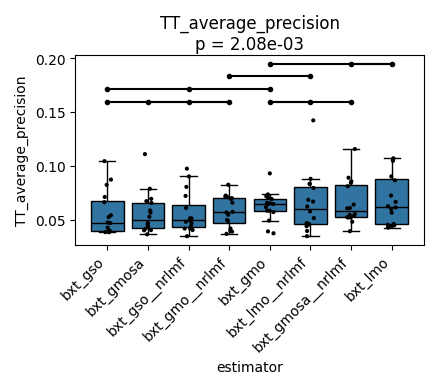 TT_average_precision
p = 2.08e-03
TT_average_precision
0.20
0.15
0.10
0.05
bxt_gso
bxt_gmosa
bxt_gso__nrlmf
bxt_gmo__nrlmf
bxt_gmo
bxt_lmo__nrlmf
bxt_gmosa__nrlmf
bxt_lmo
estimator